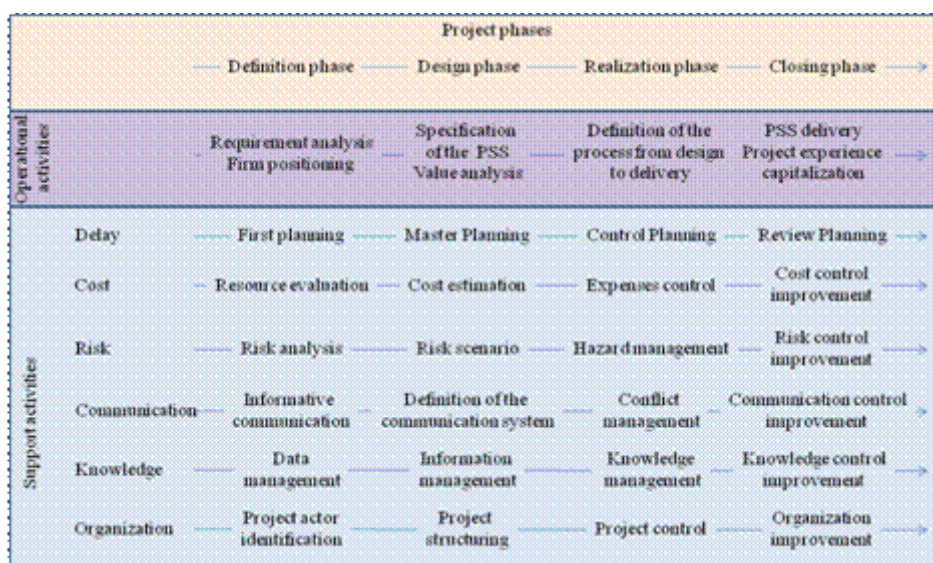 Project phases
Definition phase Design phase Realization phase Closing phase
Operational
activities
Requirement analysis
Firm positioning
Specification
of the PSS
Value analysis
Definition of the
process from design
to delivery
PSS delivery
Project experience
capitalization
Support activities
Delay First planning Master Planning Control Planning Review Planning
Cost Resource evaluation Cost estimation Expenses control
Cost control
improvement
Risk Risk analysis Risk scenario Hazard management
Risk control
improvement
Communication
Informative
communication
Definition of the
communication system
Conflict
management
Communication control
improvement
Knowledge
Data
management
Information
management
Knowledge
management
Knowledge control
improvement
Organization
Project actor
identification
Project
structuring
Project control
Organization
improvement